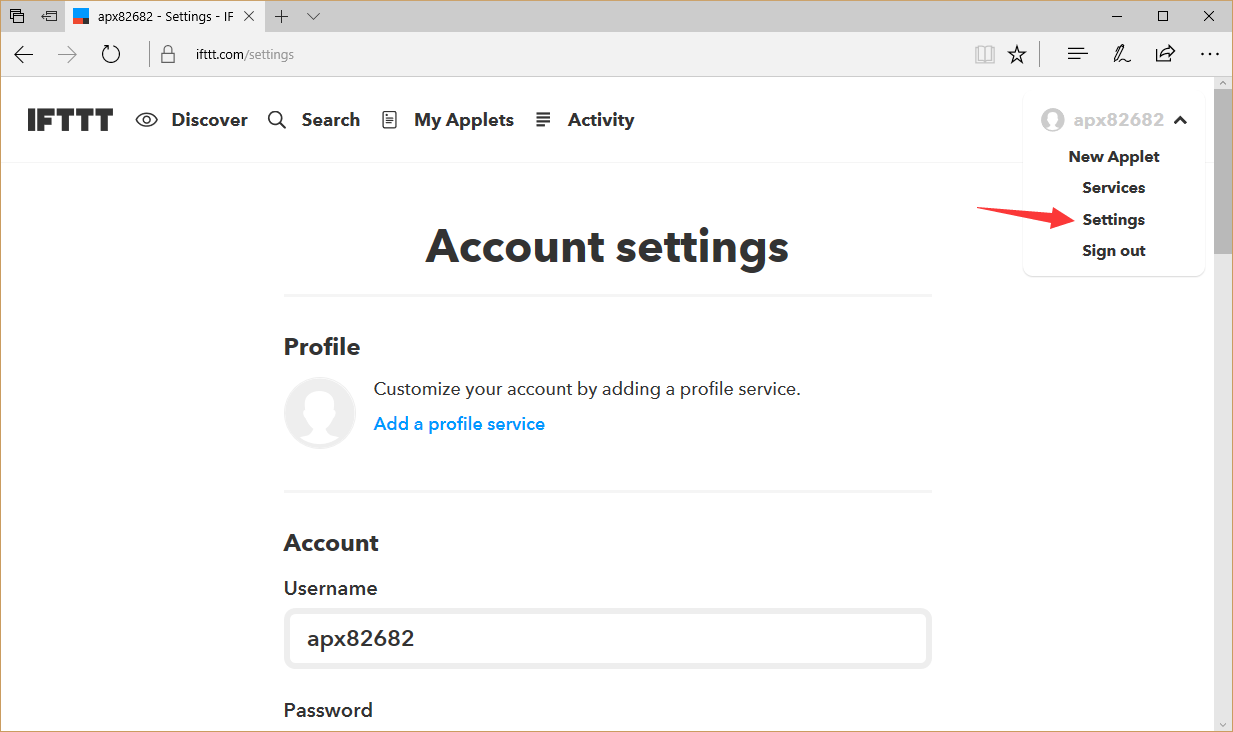 apx82682 - Settings - IF
ifttt.com/settings
IFTTT Discover Search My Applets Activity
apx82682
New Applet
Services
Settings
Sign out
Account settings
Profile
Customize your account by adding a profile service.
Add a profile service
Account
Username
apx82682
Password